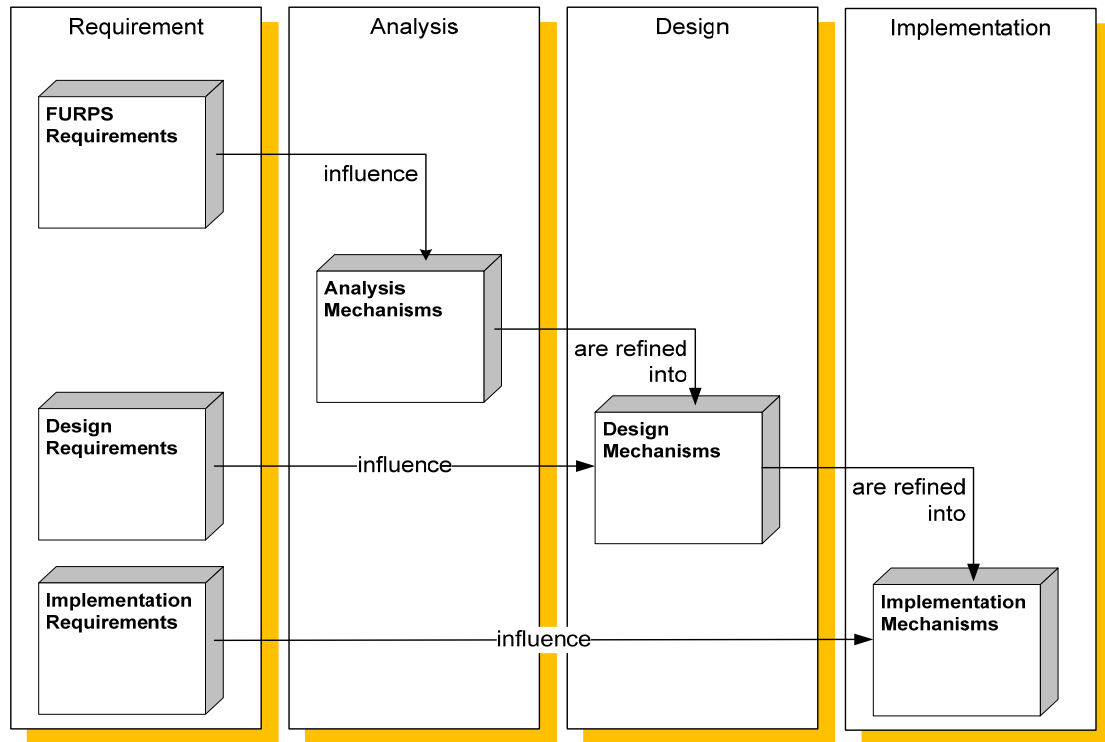 Requirement
Analysis
Design
Implementation
FURPS
Requirements
influence
Analysis
Mechanisms
are refined
into
Design
Requirements
influence
Design
Mechanisms
are refined
into
Implementation
Requirements
influence
Implementation
Mechanisms